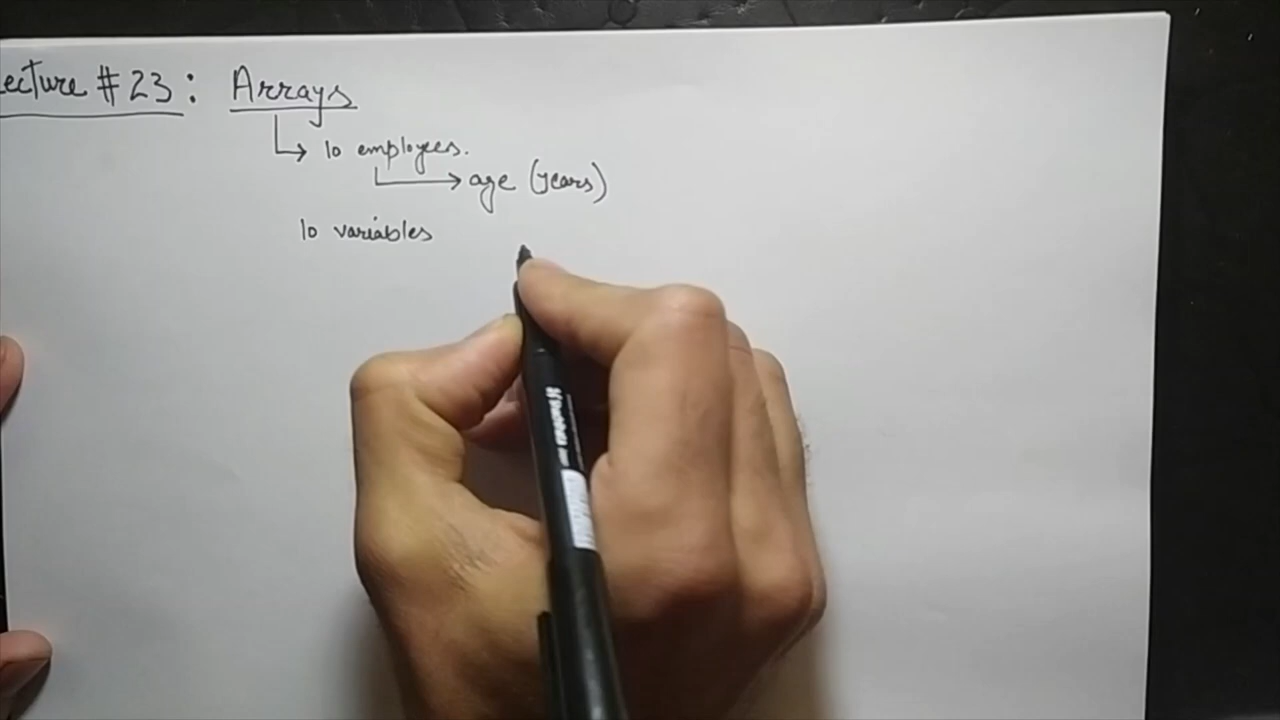 ecture # 23 : Arrays
10 employees.
age (years)
10 variables